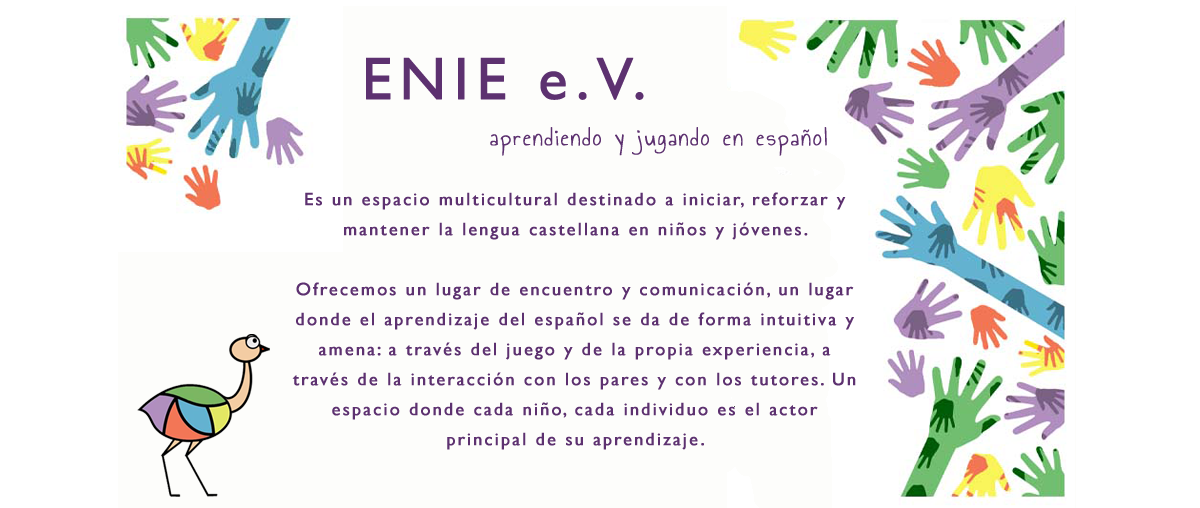 ENIE e.V.
aprendiendo y jugando en español
Es un espacio multicultural destinado a iniciar, reforzar y
mantener la lengua castellana en niños y jóvenes.
Ofrecemos un lugar de encuentro y comunicación, un lugar
donde el aprendizaje del español se da de forma intuitiva y
amena: a través del juego y de la propia experiencia, a
través de la interacción con los pares y con los tutores. Un
espacio donde cada niño, cada individuo es el actor
principal de su aprendizaje.